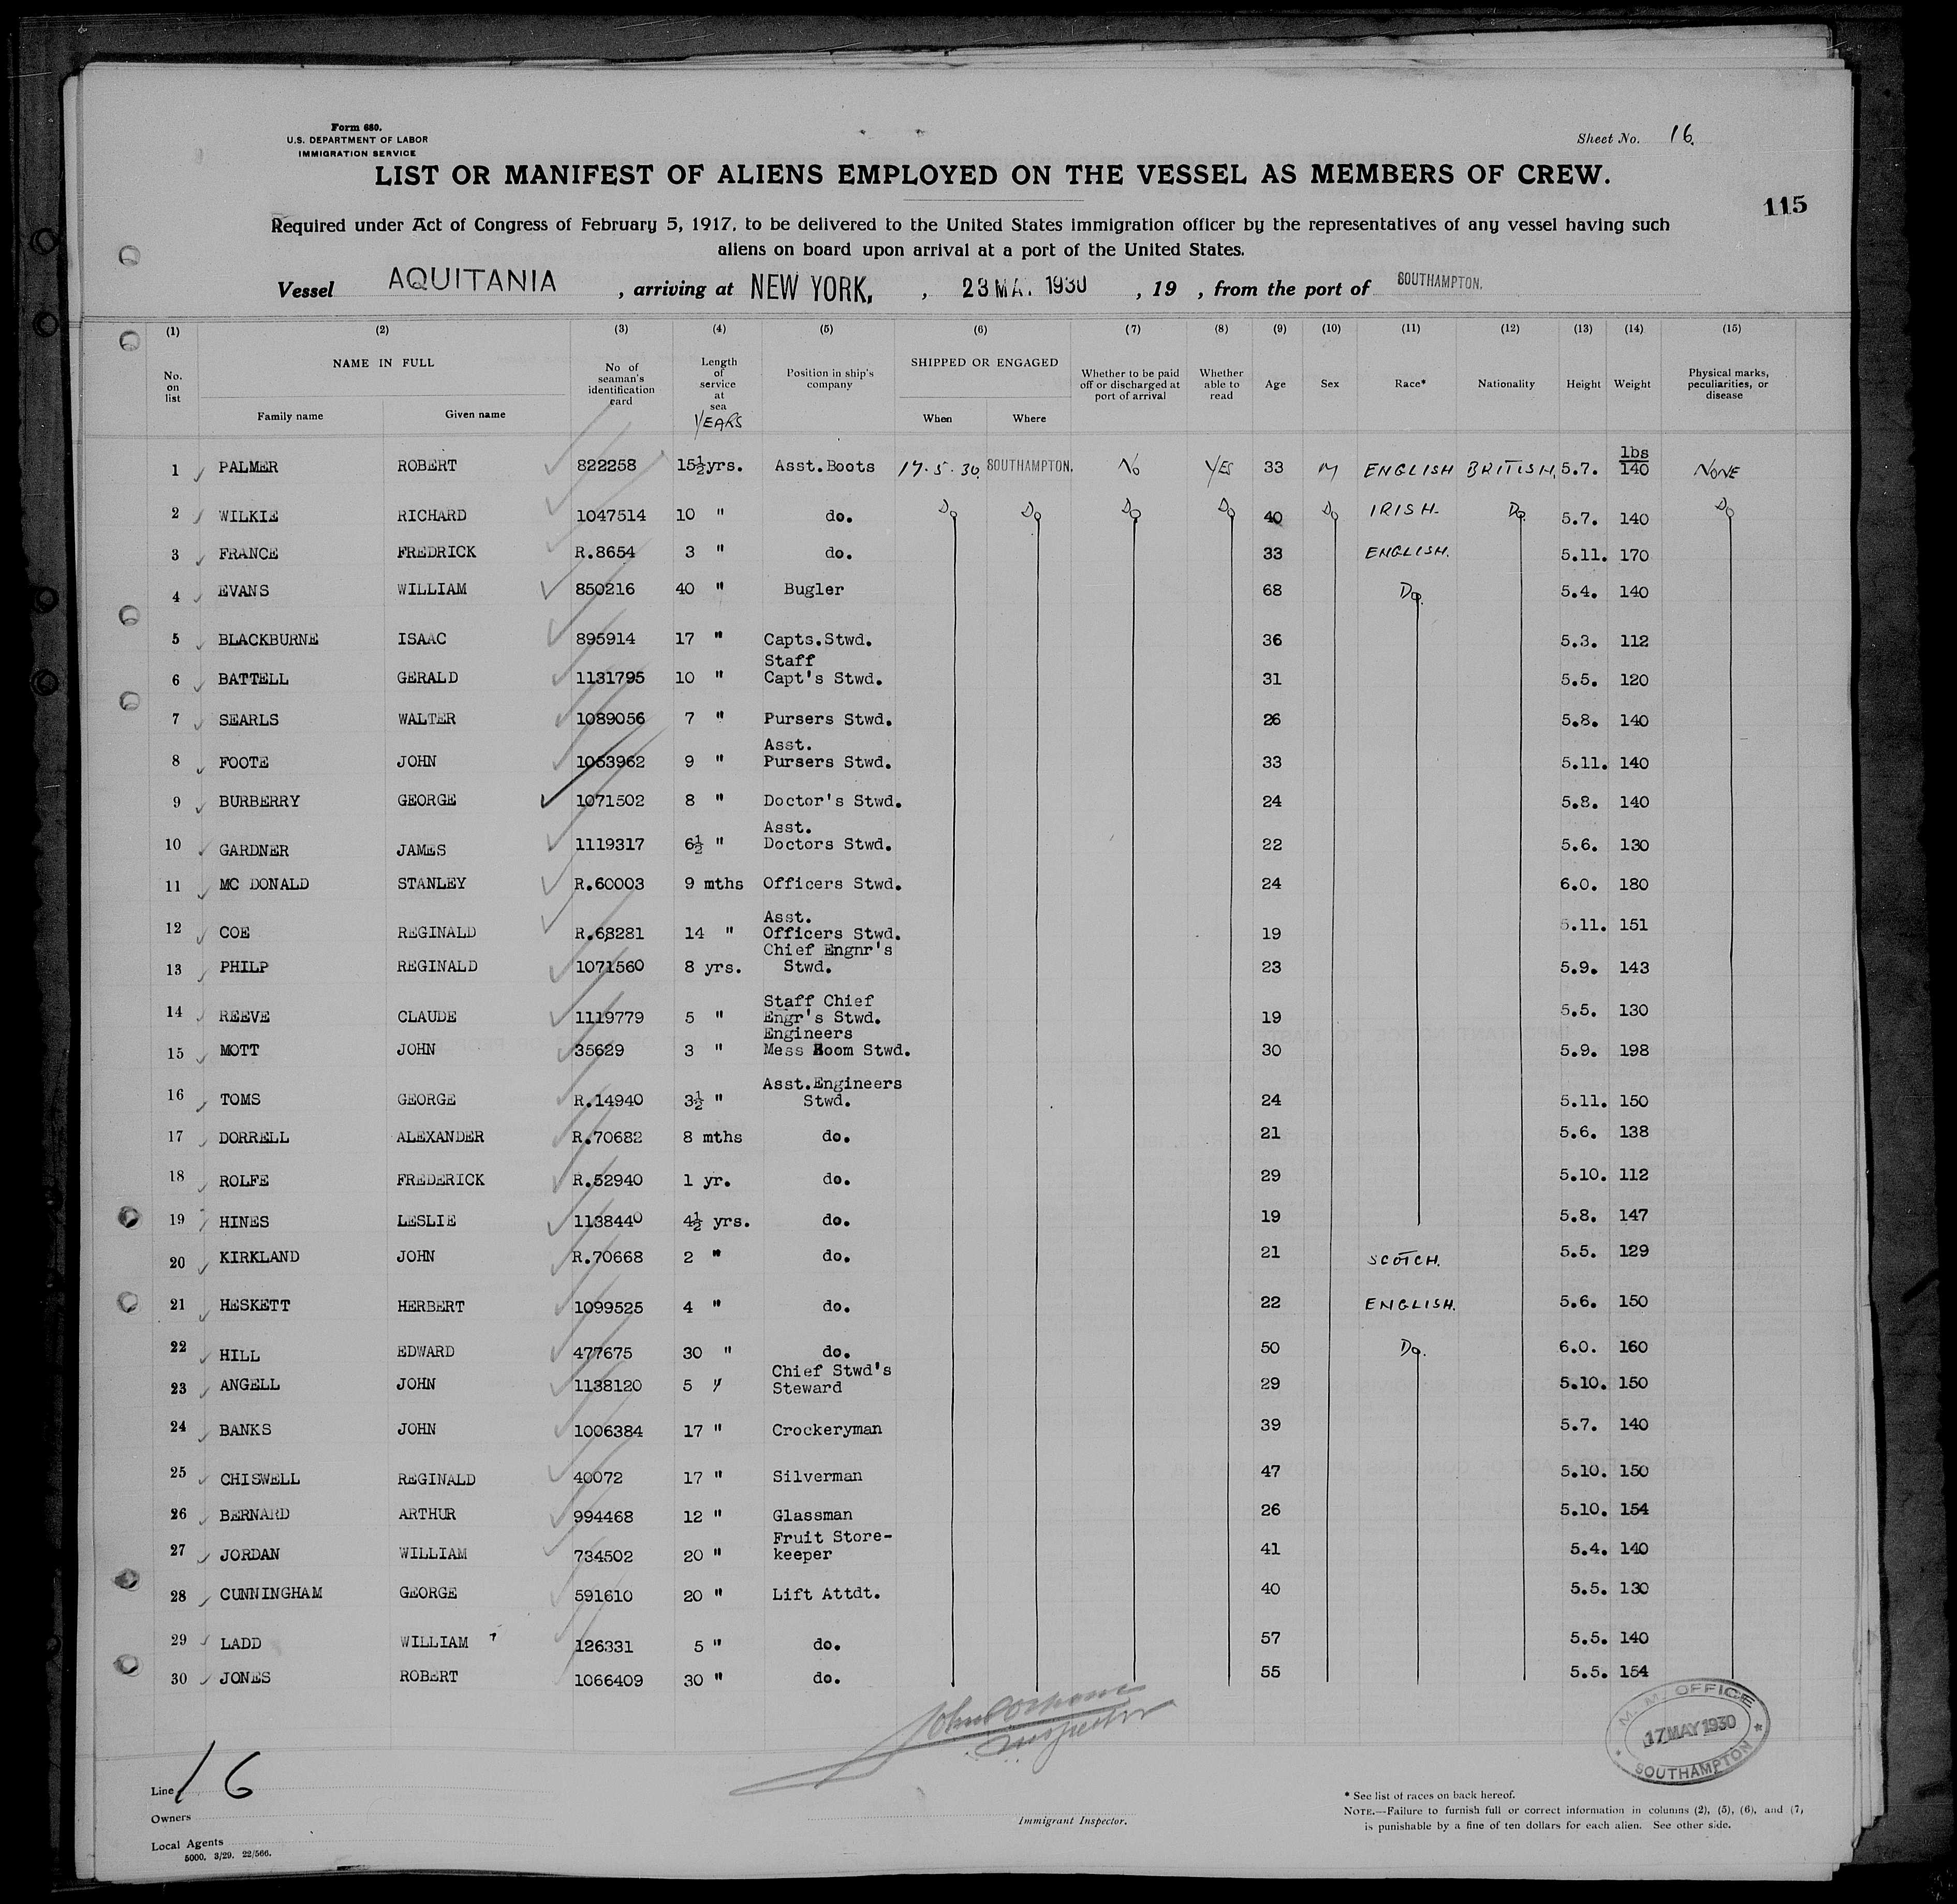 Form 680.
U.S. DEPARTMENT OF LABOR
IMMIGRATION SERVICE
Sheet No. 16.
LIST OR MANIFEST OF ALIENS EMPLOYED ON THE VESSEL AS MEMBERS OF CREW.
115
Required under Act of Congress of February 5, 1917, to be delivered to the United States immigration officer by the representatives of any vessel having such
aliens on board upon arrival at a port of the United States.
Vessel AQUITANIA , arriving at NEW YORK, , 23 MA. 1930 , 19 , from the port of SOUTHAMPTON.
(1) (2) (3) (4) (5) (6) (7) (8) (9) (10) (11) (12) (13) (14) (15)
No. on list NAME IN FULL Family name Given name No of seaman's identification card Length of service at sea YEARS Position in ship's company SHIPPED OR ENGAGED When Where Whether to be paid off or discharged at port of arrival Whether able to read Age Sex Race* Nationality Height Weight Physical marks, peculiarities, or disease
1 PALMER ROBERT 822258 15½yrs. Asst.Boots 17.5.30. SOUTHAMPTON. No YES 33 M ENGLISH BRITISH. 5.7. lbs 140 NONE
2 WILKIE RICHARD 1047514 10 " do. Do Do Do Do 40 Do IRISH. Do. 5.7. 140 Do
3 FRANCE FREDRICK R.8654 3 " do. 33 ENGLISH. 5.11. 170
4 EVANS WILLIAM 850216 40 " Bugler 68 Do. 5.4. 140
5 BLACKBURNE ISAAC 895914 17 " Capts.Stwd. 36 5.3. 112
6 BATTELL GERALD 1131795 10 " Staff Capt's Stwd. 31 5.5. 120
7 SEARLS WALTER 1089056 7 " Pursers Stwd. 26 5.8. 140
8 FOOTE JOHN 1053962 9 " Asst. Pursers Stwd. 33 5.11. 140
9 BURBERRY GEORGE 1071502 8 " Doctor's Stwd. 24 5.8. 140
10 GARDNER JAMES 1119317 6½ " Asst. Doctors Stwd. 22 5.6. 130
11 MC DONALD STANLEY R.60003 9 mths Officers Stwd. 24 6.0. 180
12 COE REGINALD R.68281 14 " Asst. Officers Stwd. 19 5.11. 151
13 PHILP REGINALD 1071560 8 yrs. Chief Engnr's Stwd. 23 5.9. 143
14 REEVE CLAUDE 1119779 5 " Staff Chief Engr's Stwd. 19 5.5. 130
15 MOTT JOHN 35629 3 " Engineers Mess Room Stwd. 30 5.9. 198
16 TOMS GEORGE R.14940 3½ " Asst.Engineers Stwd. 24 5.11. 150
17 DORRELL ALEXANDER R.70682 8 mths do. 21 5.6. 138
18 ROLFE FREDERICK R.52940 1 yr. do. 29 5.10. 112
19 HINES LESLIE 1138440 4½ yrs. do. 19 5.8. 147
20 KIRKLAND JOHN R.70668 2 " do. 21 SCOTCH. 5.5. 129
21 HESKETT HERBERT 1099525 4 " do. 22 ENGLISH. 5.6. 150
22 HILL EDWARD 477675 30 " do. 50 Do. 6.0. 160
23 ANGELL JOHN 1138120 5 " Chief Stwd's Steward 29 5.10. 150
24 BANKS JOHN 1006384 17 " Crockeryman 39 5.7. 140
25 CHISWELL REGINALD 40072 17 " Silverman 47 5.10. 150
26 BERNARD ARTHUR 994468 12 " Glassman 26 5.10. 154
27 JORDAN WILLIAM 734502 20 " Fruit Store-keeper 41 5.4. 140
28 CUNNINGHAM GEORGE 591610 20 " Lift Attdt. 40 5.5. 130
29 LADD WILLIAM 126331 5 " do. 57 5.5. 140
30 JONES ROBERT 1066409 30 " do. 55 5.5. 154
Inspector
M. M. OFFICE
17 MAY 1930
SOUTHAMPTON
Line 16
Owners
Local Agents
5000. 3/29. 22/566.
Immigrant Inspector.
* See list of races on back hereof.
NOTE.—Failure to furnish full or correct information in columns (2), (5), (6), and (7)
is punishable by a fine of ten dollars for each alien. See other side.